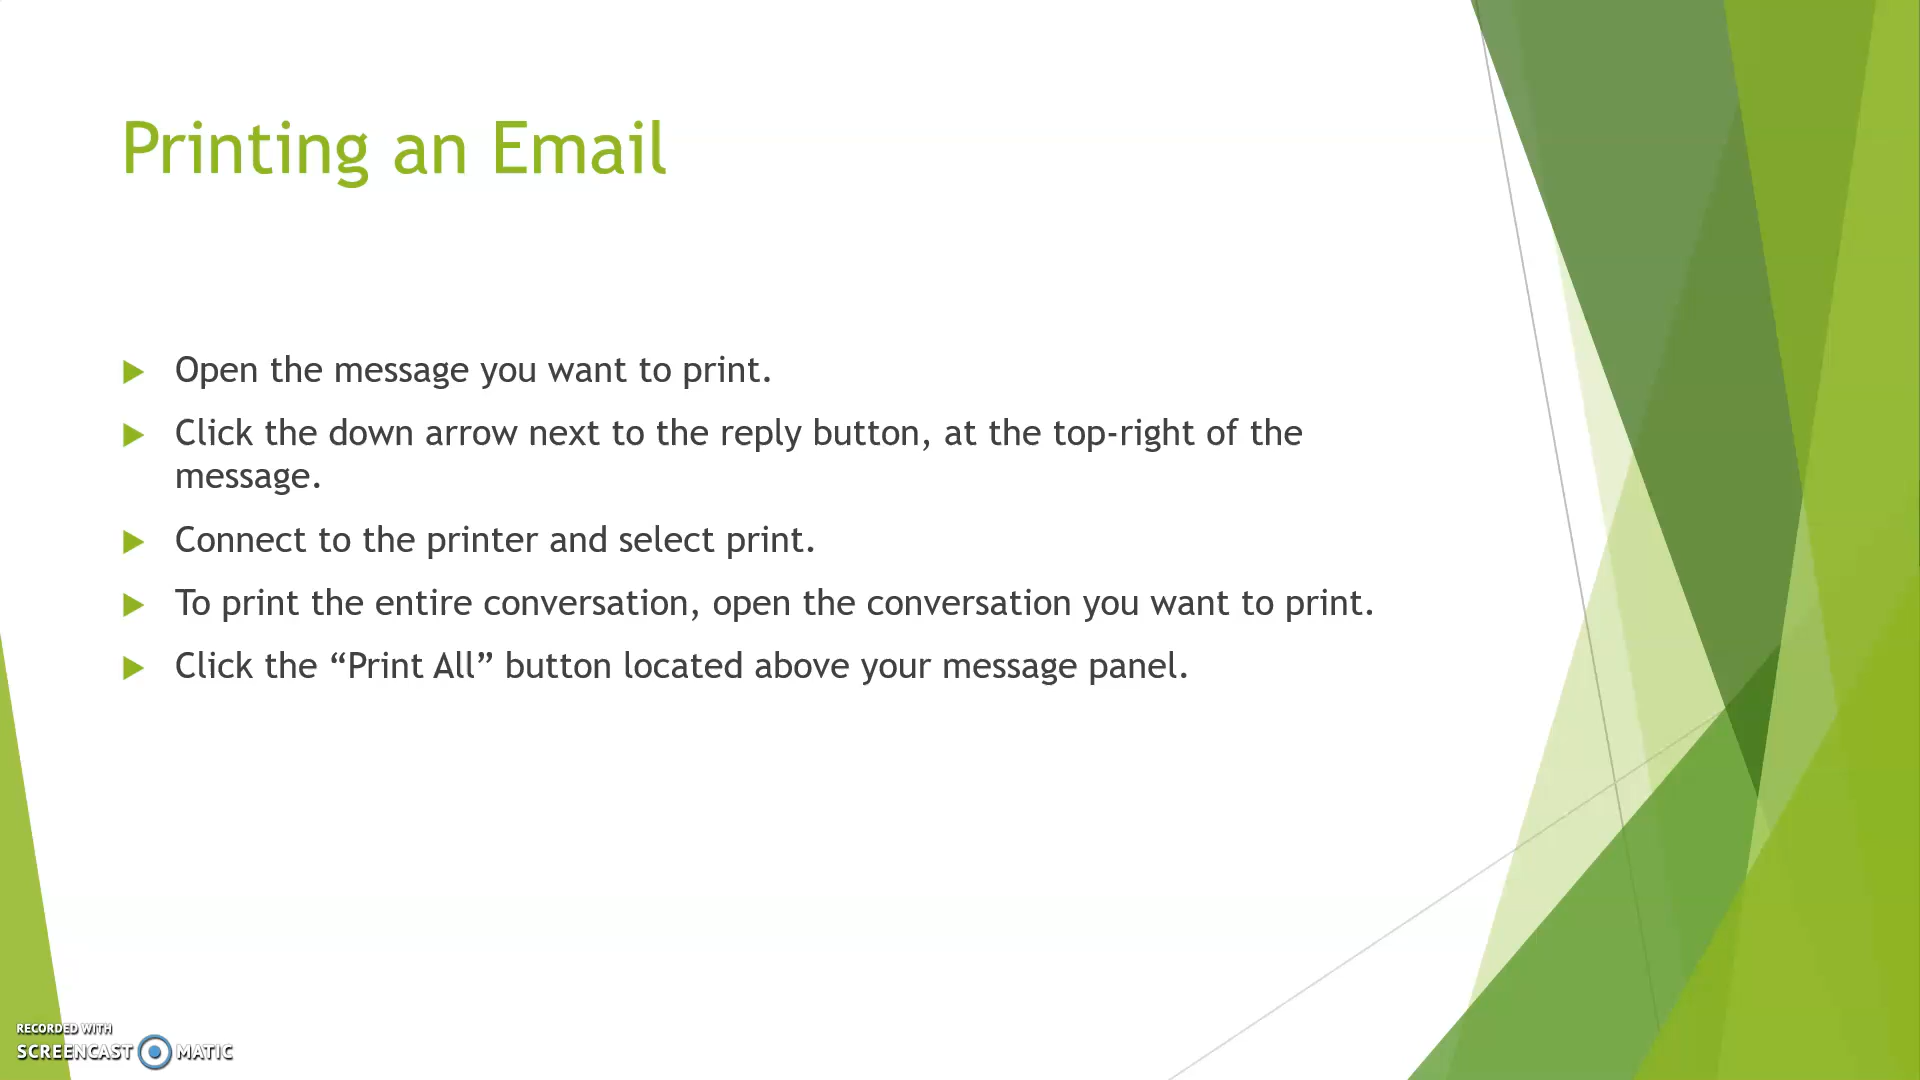 Printing an Email
Open the message you want to print.
Click the down arrow next to the reply button, at the top-right of the
message.
Connect to the printer and select print.
To print the entire conversation, open the conversation you want to print.
Click the “Print All” button located above your message panel.
RECORDED WITH
SCREENCAST MATIC